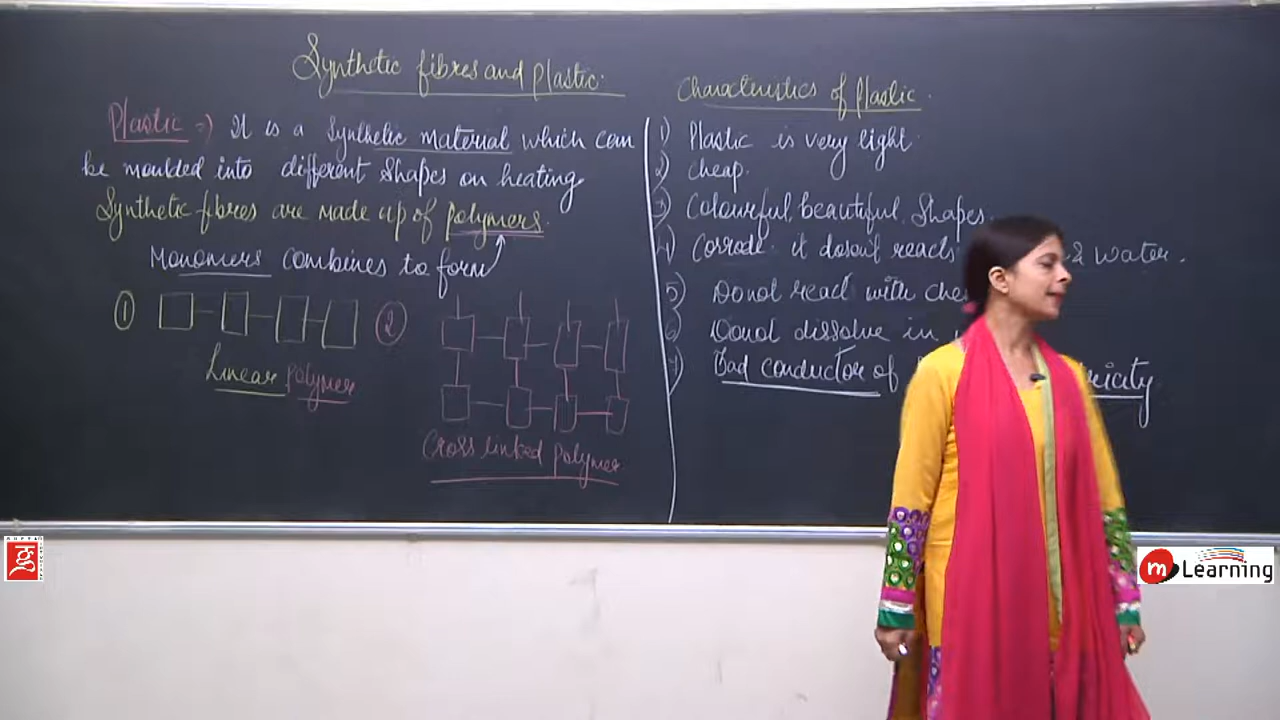 Synthetic fibres and Plastic:
Plastic => It is a Synthetic material which can
be moulded into different Shapes on heating
Synthetic fibres are made up of Polymers.
Monomers combines to form
1
2
Linear polymer
Cross linked polymer
Characteristics of Plastic.
1) Plastic is very light.
2) Cheap.
3) Colourful, beautiful, Shapes.
4) Corrode. it doesn't reacts & water.
5) Donot react with che
6) Donot dissolve in
7) Bad conductor of ricity.
m Learning